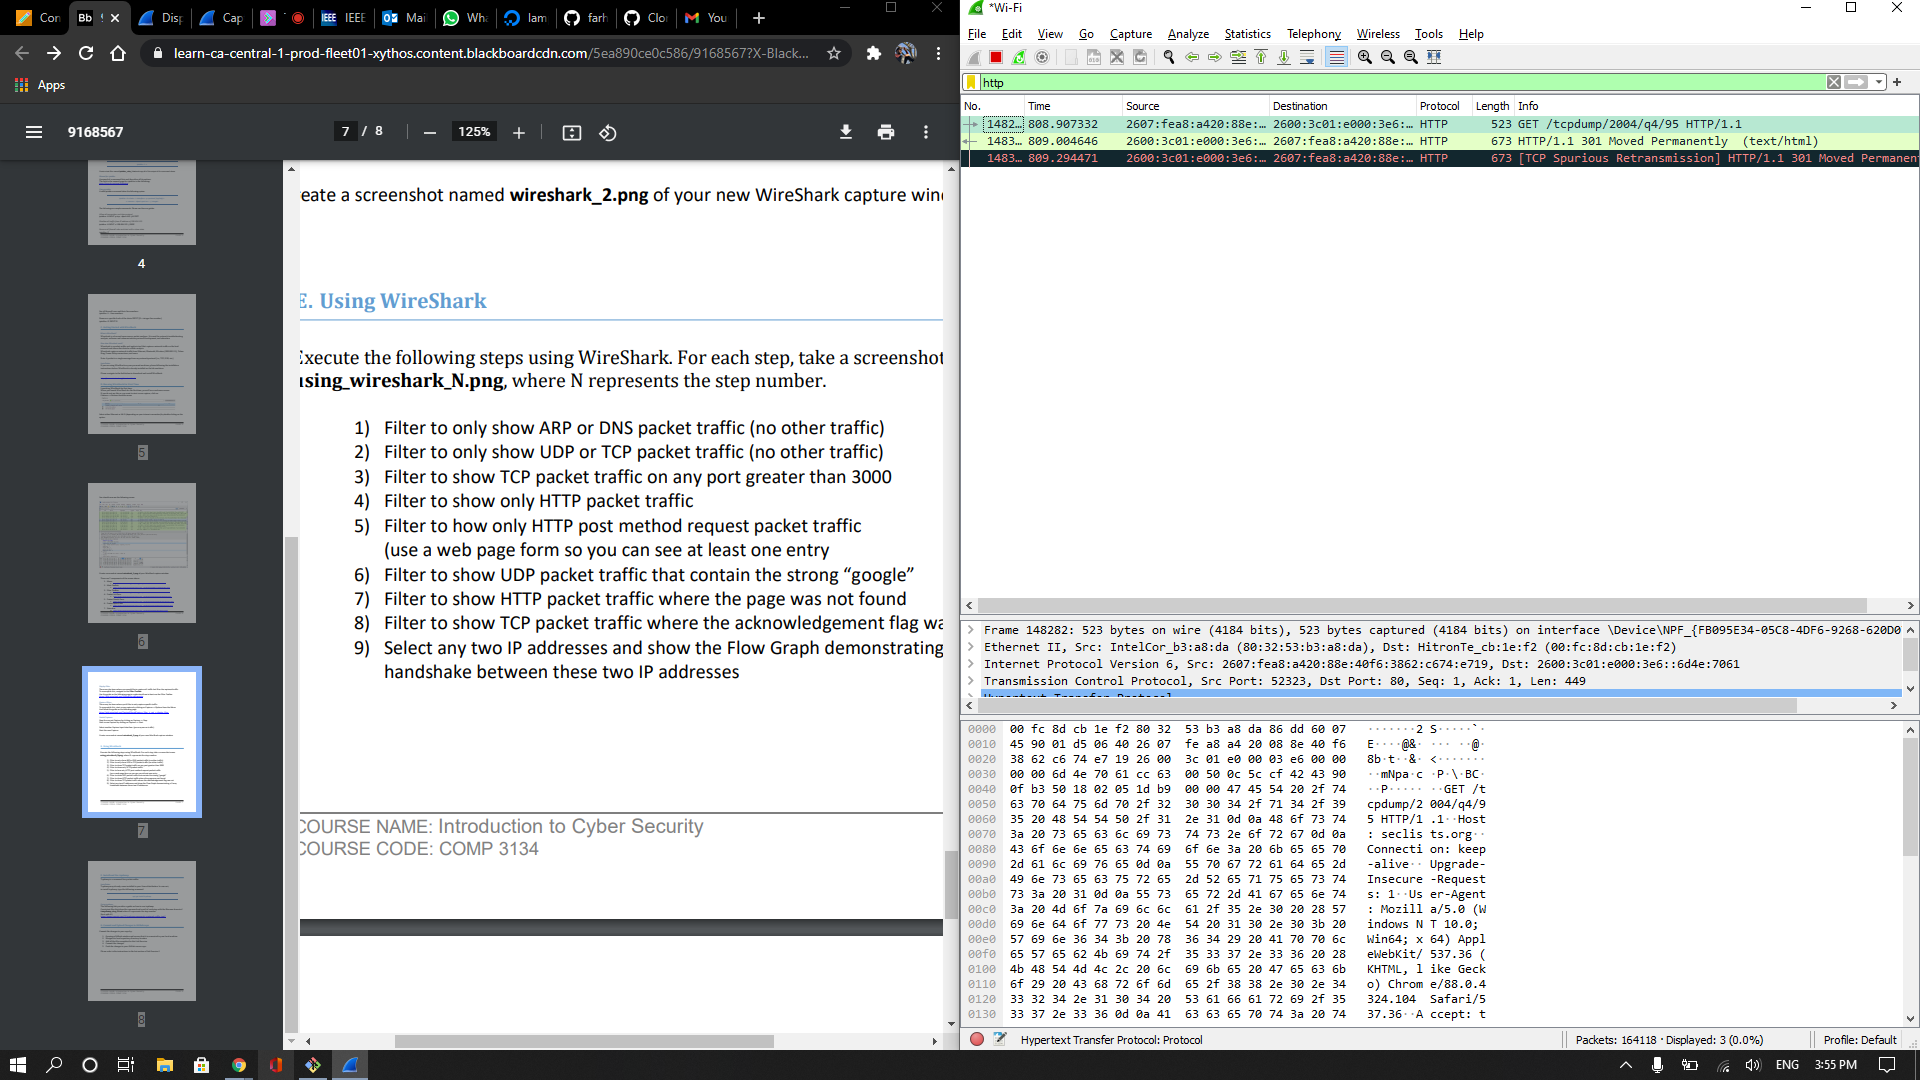 Con
Bb
Disp
Cap
IEEE IEEE
Mai
Wha
Iam
farh
Clo
You
learn-ca-central-1-prod-fleet01-xythos.content.blackboardcdn.com/5ea890ce0c586/9168567?X-Black...
Apps
9168567
7 / 8
125%
4
5
6
7
8
eate a screenshot named wireshark_2.png of your new WireShark capture win
E. Using WireShark
Execute the following steps using WireShark. For each step, take a screenshot
using_wireshark_N.png, where N represents the step number.
1) Filter to only show ARP or DNS packet traffic (no other traffic)
2) Filter to only show UDP or TCP packet traffic (no other traffic)
3) Filter to show TCP packet traffic on any port greater than 3000
4) Filter to show only HTTP packet traffic
5) Filter to how only HTTP post method request packet traffic
(use a web page form so you can see at least one entry
6) Filter to show UDP packet traffic that contain the strong “google”
7) Filter to show HTTP packet traffic where the page was not found
8) Filter to show TCP packet traffic where the acknowledgement flag wa
9) Select any two IP addresses and show the Flow Graph demonstrating
handshake between these two IP addresses
COURSE NAME: Introduction to Cyber Security
COURSE CODE: COMP 3134
*Wi-Fi
File Edit View Go Capture Analyze Statistics Telephony Wireless Tools Help
http
No. Time Source Destination Protocol Length Info
1482… 808.907332 2607:fea8:a420:88e:… 2600:3c01:e000:3e6:… HTTP 523 GET /tcpdump/2004/q4/95 HTTP/1.1
1483… 809.004646 2600:3c01:e000:3e6:… 2607:fea8:a420:88e:… HTTP 673 HTTP/1.1 301 Moved Permanently (text/html)
1483… 809.294471 2600:3c01:e000:3e6:… 2607:fea8:a420:88e:… HTTP 673 [TCP Spurious Retransmission] HTTP/1.1 301 Moved Permanen
Frame 148282: 523 bytes on wire (4184 bits), 523 bytes captured (4184 bits) on interface \Device\NPF_{FB095E34-05C8-4DF6-9268-620D0
Ethernet II, Src: IntelCor_b3:a8:da (80:32:53:b3:a8:da), Dst: HitronTe_cb:1e:f2 (00:fc:8d:cb:1e:f2)
Internet Protocol Version 6, Src: 2607:fea8:a420:88e:40f6:3862:c674:e719, Dst: 2600:3c01:e000:3e6::6d4e:7061
Transmission Control Protocol, Src Port: 52323, Dst Port: 80, Seq: 1, Ack: 1, Len: 449
Hypertext Transfer Protocol
0000 00 fc 8d cb 1e f2 80 32 53 b3 a8 da 86 dd 60 07 ·······2 S·····`·
0010 45 90 01 d5 06 40 26 07 fe a8 a4 20 08 8e 40 f6 E····@&· ··· ··@·
0020 38 62 c6 74 e7 19 26 00 3c 01 e0 00 03 e6 00 00 8b·t··&· <·······
0030 00 00 6d 4e 70 61 cc 63 00 50 0c 5c cf 42 43 90 ··mNpa·c ·P·\·BC·
0040 0f b3 50 18 02 05 1d b9 00 00 47 45 54 20 2f 74 ··P····· ··GET /t
0050 63 70 64 75 6d 70 2f 32 30 30 34 2f 71 34 2f 39 cpdump/2 004/q4/9
0060 35 20 48 54 54 50 2f 31 2e 31 0d 0a 48 6f 73 74 5 HTTP/1 .1··Host
0070 3a 20 73 65 63 6c 69 73 74 73 2e 6f 72 67 0d 0a : seclis ts.org··
0080 43 6f 6e 6e 65 63 74 69 6f 6e 3a 20 6b 65 65 70 Connecti on: keep
0090 2d 61 6c 69 76 65 0d 0a 55 70 67 72 61 64 65 2d -alive·· Upgrade-
00a0 49 6e 73 65 63 75 72 65 2d 52 65 71 75 65 73 74 Insecure -Request
00b0 73 3a 20 31 0d 0a 55 73 65 72 2d 41 67 65 6e 74 s: 1··Us er-Agent
00c0 3a 20 4d 6f 7a 69 6c 6c 61 2f 35 2e 30 20 28 57 : Mozill a/5.0 (W
00d0 69 6e 64 6f 77 73 20 4e 54 20 31 30 2e 30 3b 20 indows N T 10.0;
00e0 57 69 6e 36 34 3b 20 78 36 34 29 20 41 70 70 6c Win64; x 64) Appl
00f0 65 57 65 62 4b 69 74 2f 35 33 37 2e 33 36 20 28 eWebKit/ 537.36 (
0100 4b 48 54 4d 4c 2c 20 6c 69 6b 65 20 47 65 63 6b KHTML, l ike Geck
0110 6f 29 20 43 68 72 6f 6d 65 2f 38 38 2e 30 2e 34 o) Chrom e/88.0.4
0120 33 32 34 2e 31 30 34 20 53 61 66 61 72 69 2f 35 324.104 Safari/5
0130 33 37 2e 33 36 0d 0a 41 63 63 65 70 74 3a 20 74 37.36··A ccept: t
Hypertext Transfer Protocol: Protocol
Packets: 164118 · Displayed: 3 (0.0%)
Profile: Default
ENG
3:55 PM